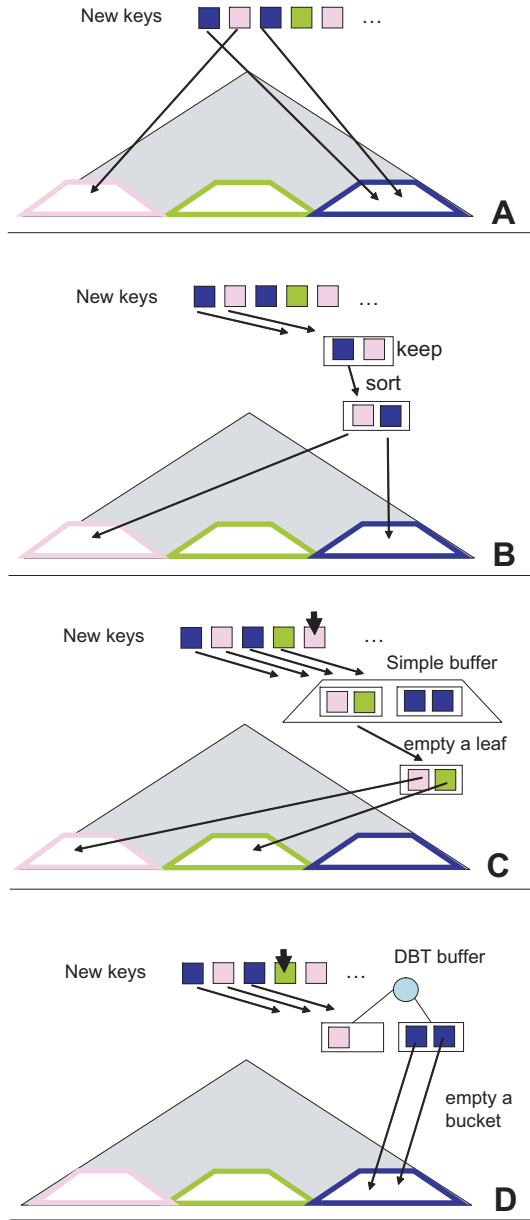 New keys ...
A
New keys ...
keep
sort
B
New keys ...
Simple buffer
empty a leaf
C
DBT buffer
New keys ...
empty a
bucket
D